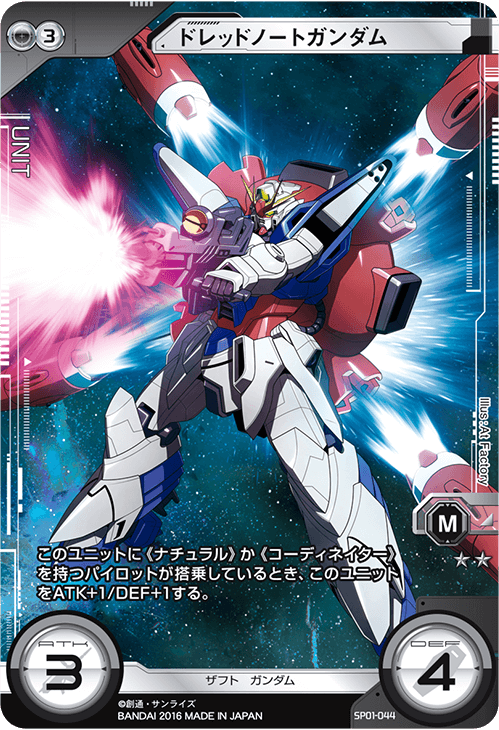 3
ドレッドノートガンダム
UNIT
Illus:At Factory
M
1
このユニットに《ナチュラル》か《コーディネイター》
を持つパイロットが搭乗しているとき、このユニット
をATK+1/DEF+1する。
ATK
3
DEF
4
ザフト ガンダム
©創通・サンライズ
BANDAI 2016 MADE IN JAPAN
SP01-044